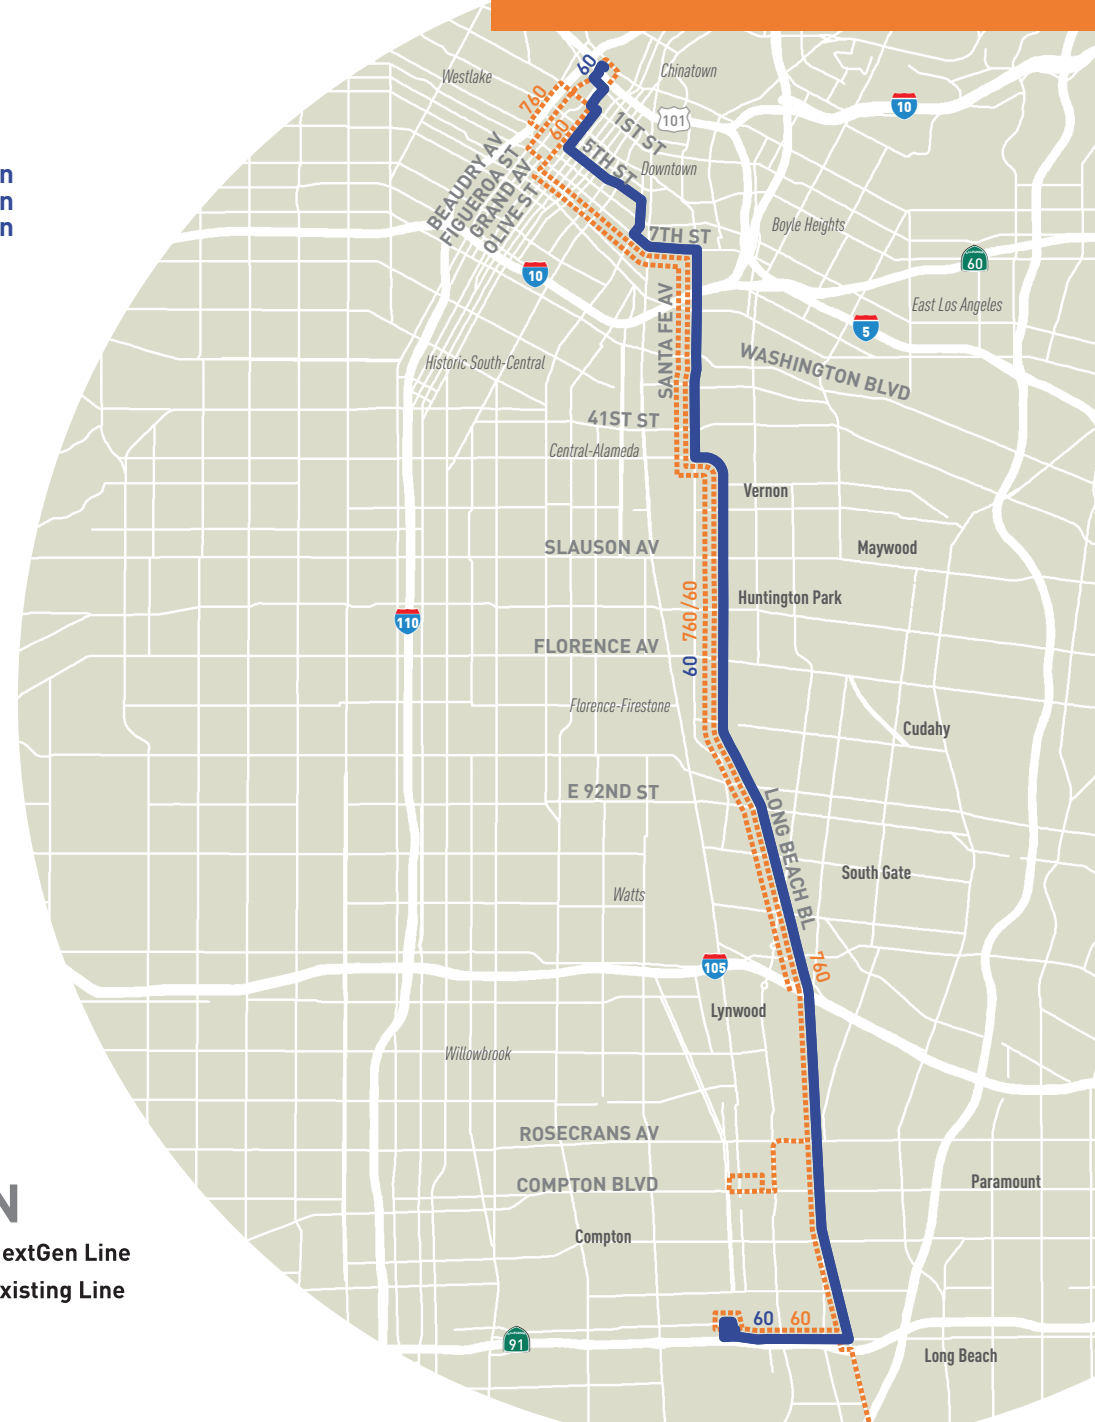 Westlake
60
Chinatown
760
60
101
1ST ST
10
5TH ST
Downtown
BEAUDRY AV
FIGUEROA ST
GRAND AV
OLIVE ST
7TH ST
Boyle Heights
60
10
East Los Angeles
5
SANTA FE AV
WASHINGTON BLVD
Historic South-Central
41ST ST
Central-Alameda
Vernon
SLAUSON AV
Maywood
760/60
Huntington Park
110
FLORENCE AV
60
Florence-Firestone
Cudahy
E 92ND ST
LONG BEACH BL
South Gate
Watts
105
760
Lynwood
Willowbrook
ROSECRANS AV
COMPTON BLVD
Paramount
Compton
60
60
91
Long Beach
n
n
n
N
extGen Line
xisting Line